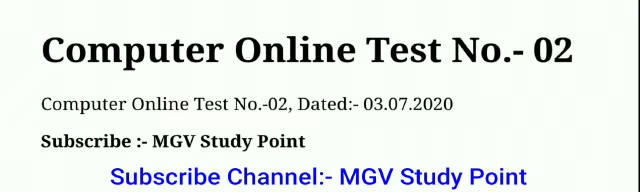 Computer Online Test No.- 02
Computer Online Test No.-02, Dated:- 03.07.2020
Subscribe :- MGV Study Point
Subscribe Channel:- MGV Study Point